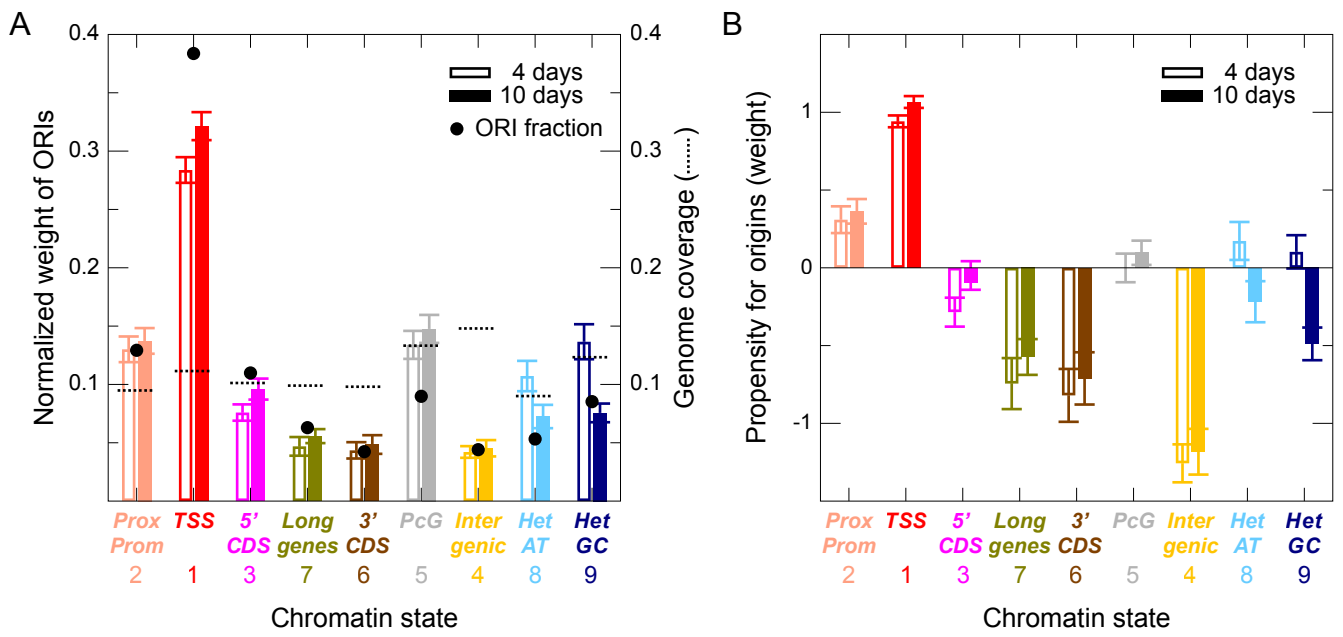 A
Normalized weight of ORIs
0.4
0.3
0.2
0.1
4 days
10 days
ORI fraction
0.4
0.3
0.2
0.1
Genome coverage (......)
Prox TSS 5' Long 3' PcG Inter Het Het
Prom CDS genes CDS genic AT GC
2 1 3 7 6 5 4 8 9
Chromatin state
B
Propensity for origins (weight)
1
0
-1
4 days
10 days
Prox TSS 5' Long 3' PcG Inter Het Het
Prom CDS genes CDS genic AT GC
2 1 3 7 6 5 4 8 9
Chromatin state